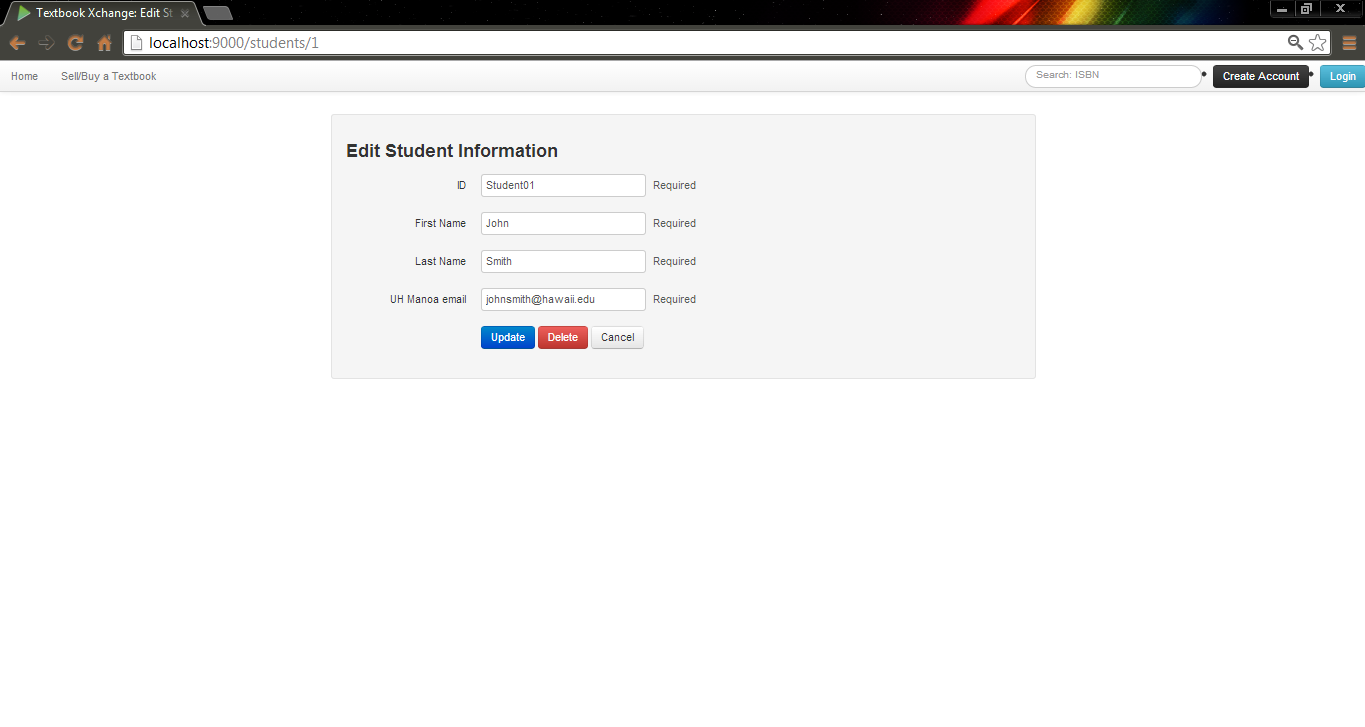 Textbook Xchange: Edit St
localhost:9000/students/1
Home Sell/Buy a Textbook Search: ISBN Create Account Login
Edit Student Information
ID Student01 Required
First Name John Required
Last Name Smith Required
UH Manoa email johnsmith@hawaii.edu Required
Update Delete Cancel